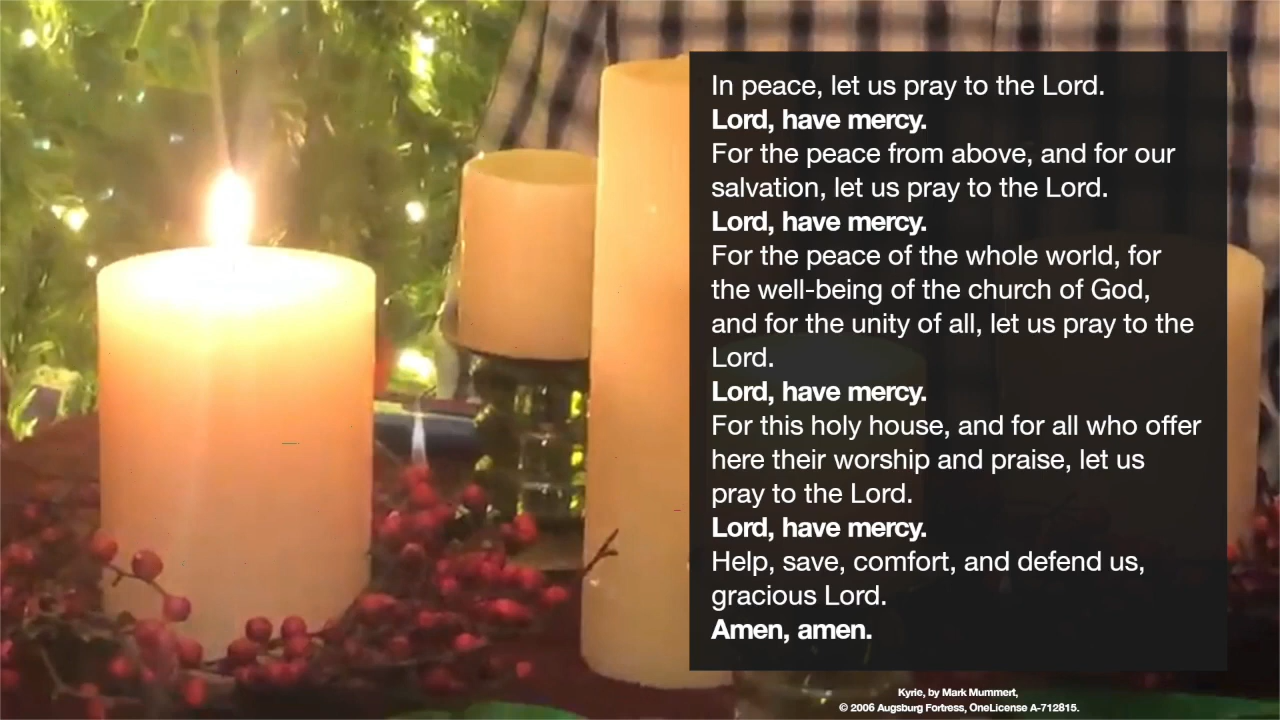 In peace, let us pray to the Lord.
Lord, have mercy.
For the peace from above, and for our
salvation, let us pray to the Lord.
Lord, have mercy.
For the peace of the whole world, for
the well-being of the church of God,
and for the unity of all, let us pray to the
Lord.
Lord, have mercy.
For this holy house, and for all who offer
here their worship and praise, let us
pray to the Lord.
Lord, have mercy.
Help, save, comfort, and defend us,
gracious Lord.
Amen, amen.
Kyrie, by Mark Mummert,
© 2006 Augsburg Fortress, OneLicense A-712815.